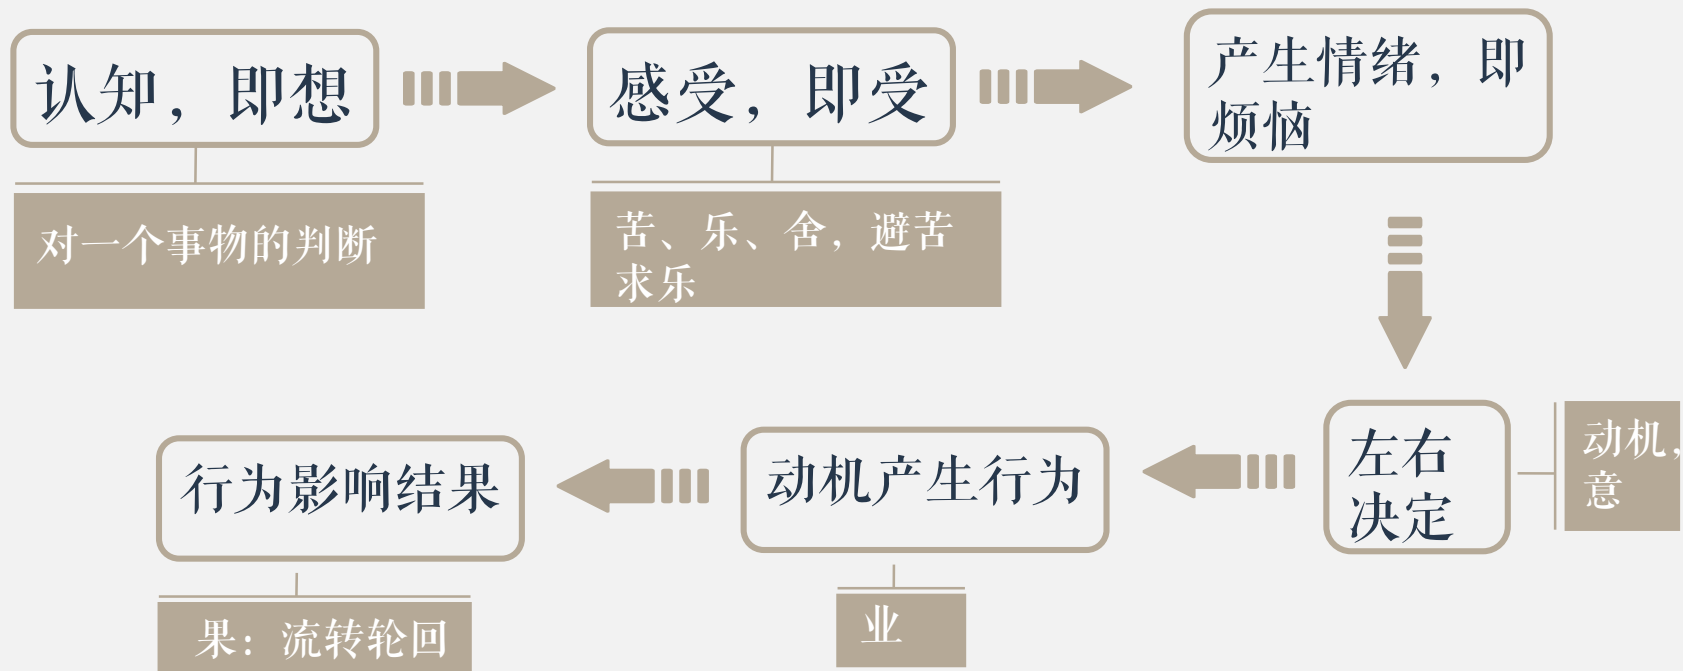 认知，即想
对一个事物的判断
感受，即受
苦、乐、舍，避苦
求乐
产生情绪，即
烦恼
左右
决定
动机，
意
动机产生行为
业
行为影响结果
果：流转轮回